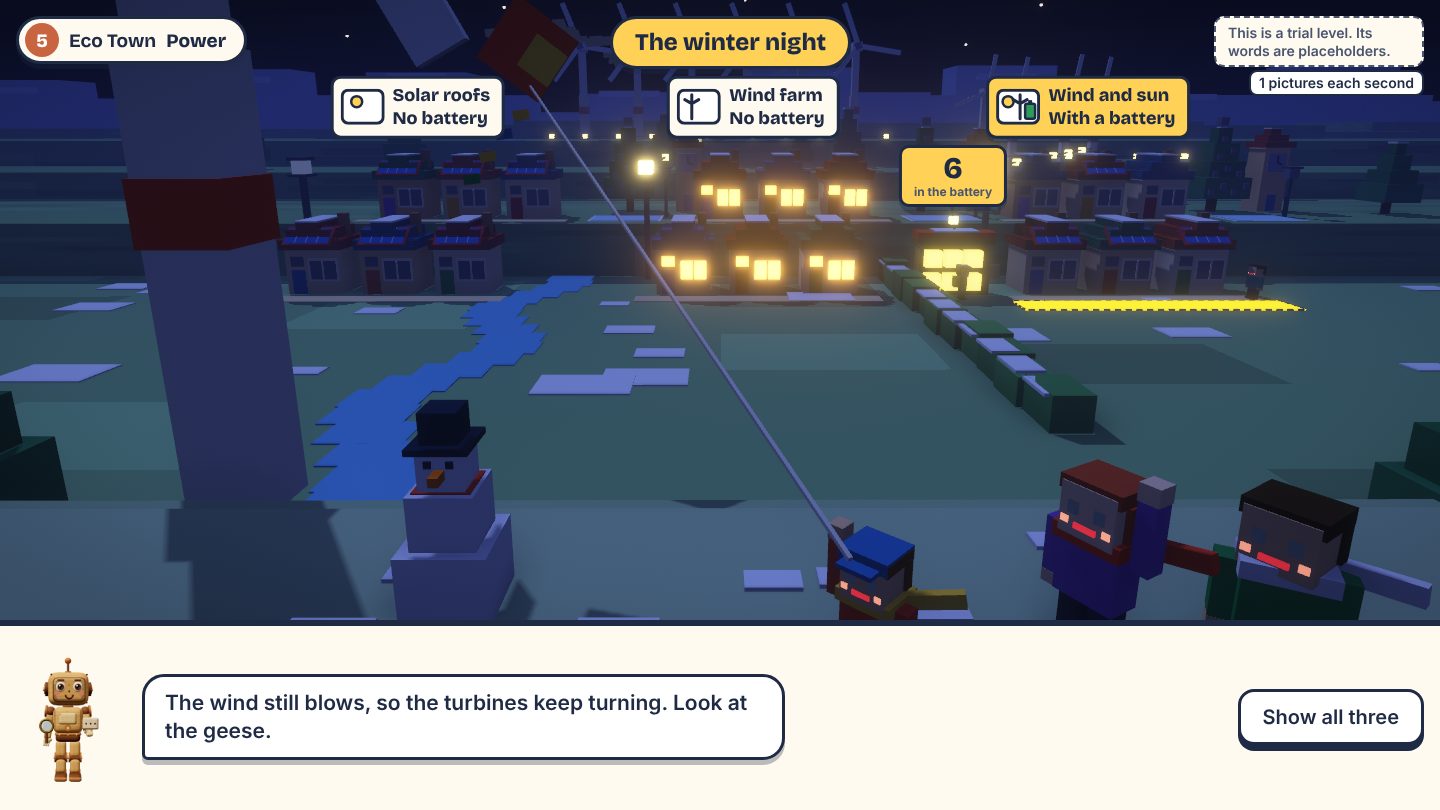 5 Eco Town Power
The winter night
This is a trial level. Its
words are placeholders.
1 pictures each second
Solar roofs
No battery
Wind farm
No battery
Wind and sun
With a battery
6
in the battery
The wind still blows, so the turbines keep turning. Look at
the geese.
Show all three